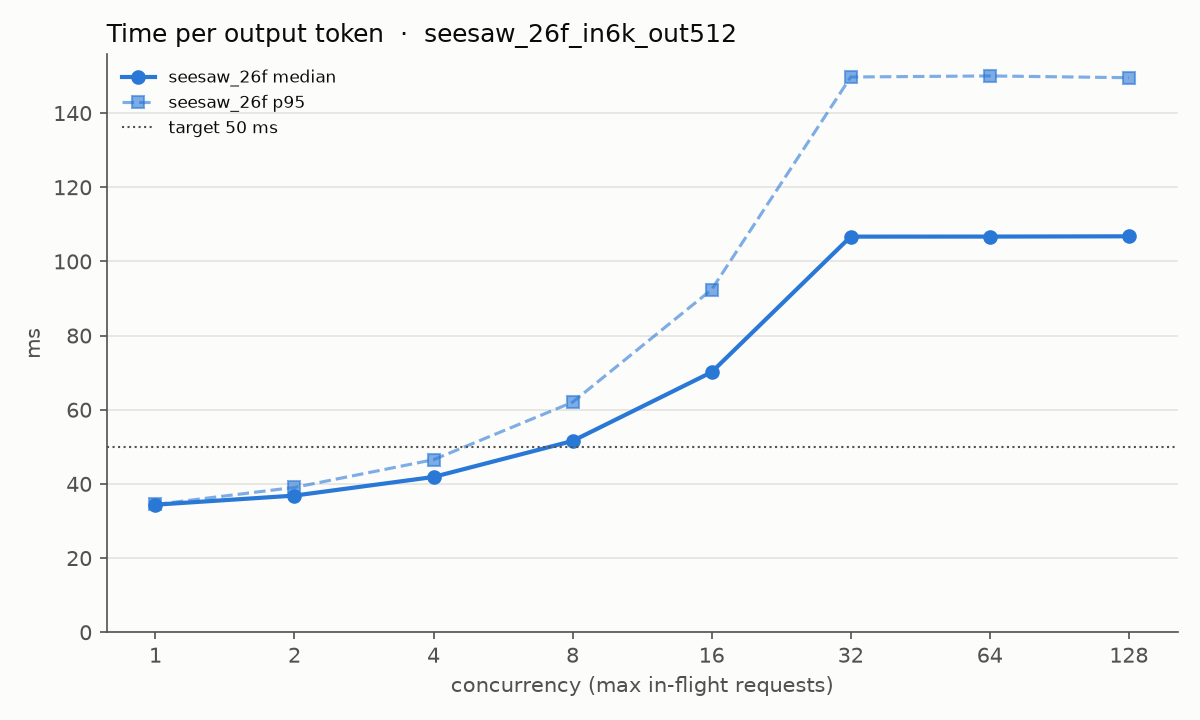 Time per output token · seesaw_26f_in6k_out512
seesaw_26f median
seesaw_26f p95
target 50 ms
140
120
100
80
60
40
20
0
ms
1 2 4 8 16 32 64 128
concurrency (max in-flight requests)